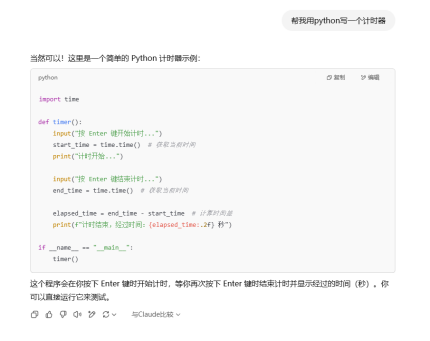 帮我用python写一个计时器
当然可以！这里是一个简单的 Python 计时器示例：
python
复制
编辑
import time
def timer():
    input("按 Enter 键开始计时...")
    start_time = time.time()  # 获取当前时间
    print("计时开始...")
    input("按 Enter 键结束计时...")
    end_time = time.time()  # 获取当前时间
    elapsed_time = end_time - start_time  # 计算时间差
    print(f"计时结束，经过时间：{elapsed_time:.2f} 秒")
if __name__ == "__main__":
    timer()
这个程序会在你按下 Enter 键时开始计时，等你再次按下 Enter 键时结束计时并显示经过的时间（秒）。你
可以直接运行它来测试。
与Claude比较